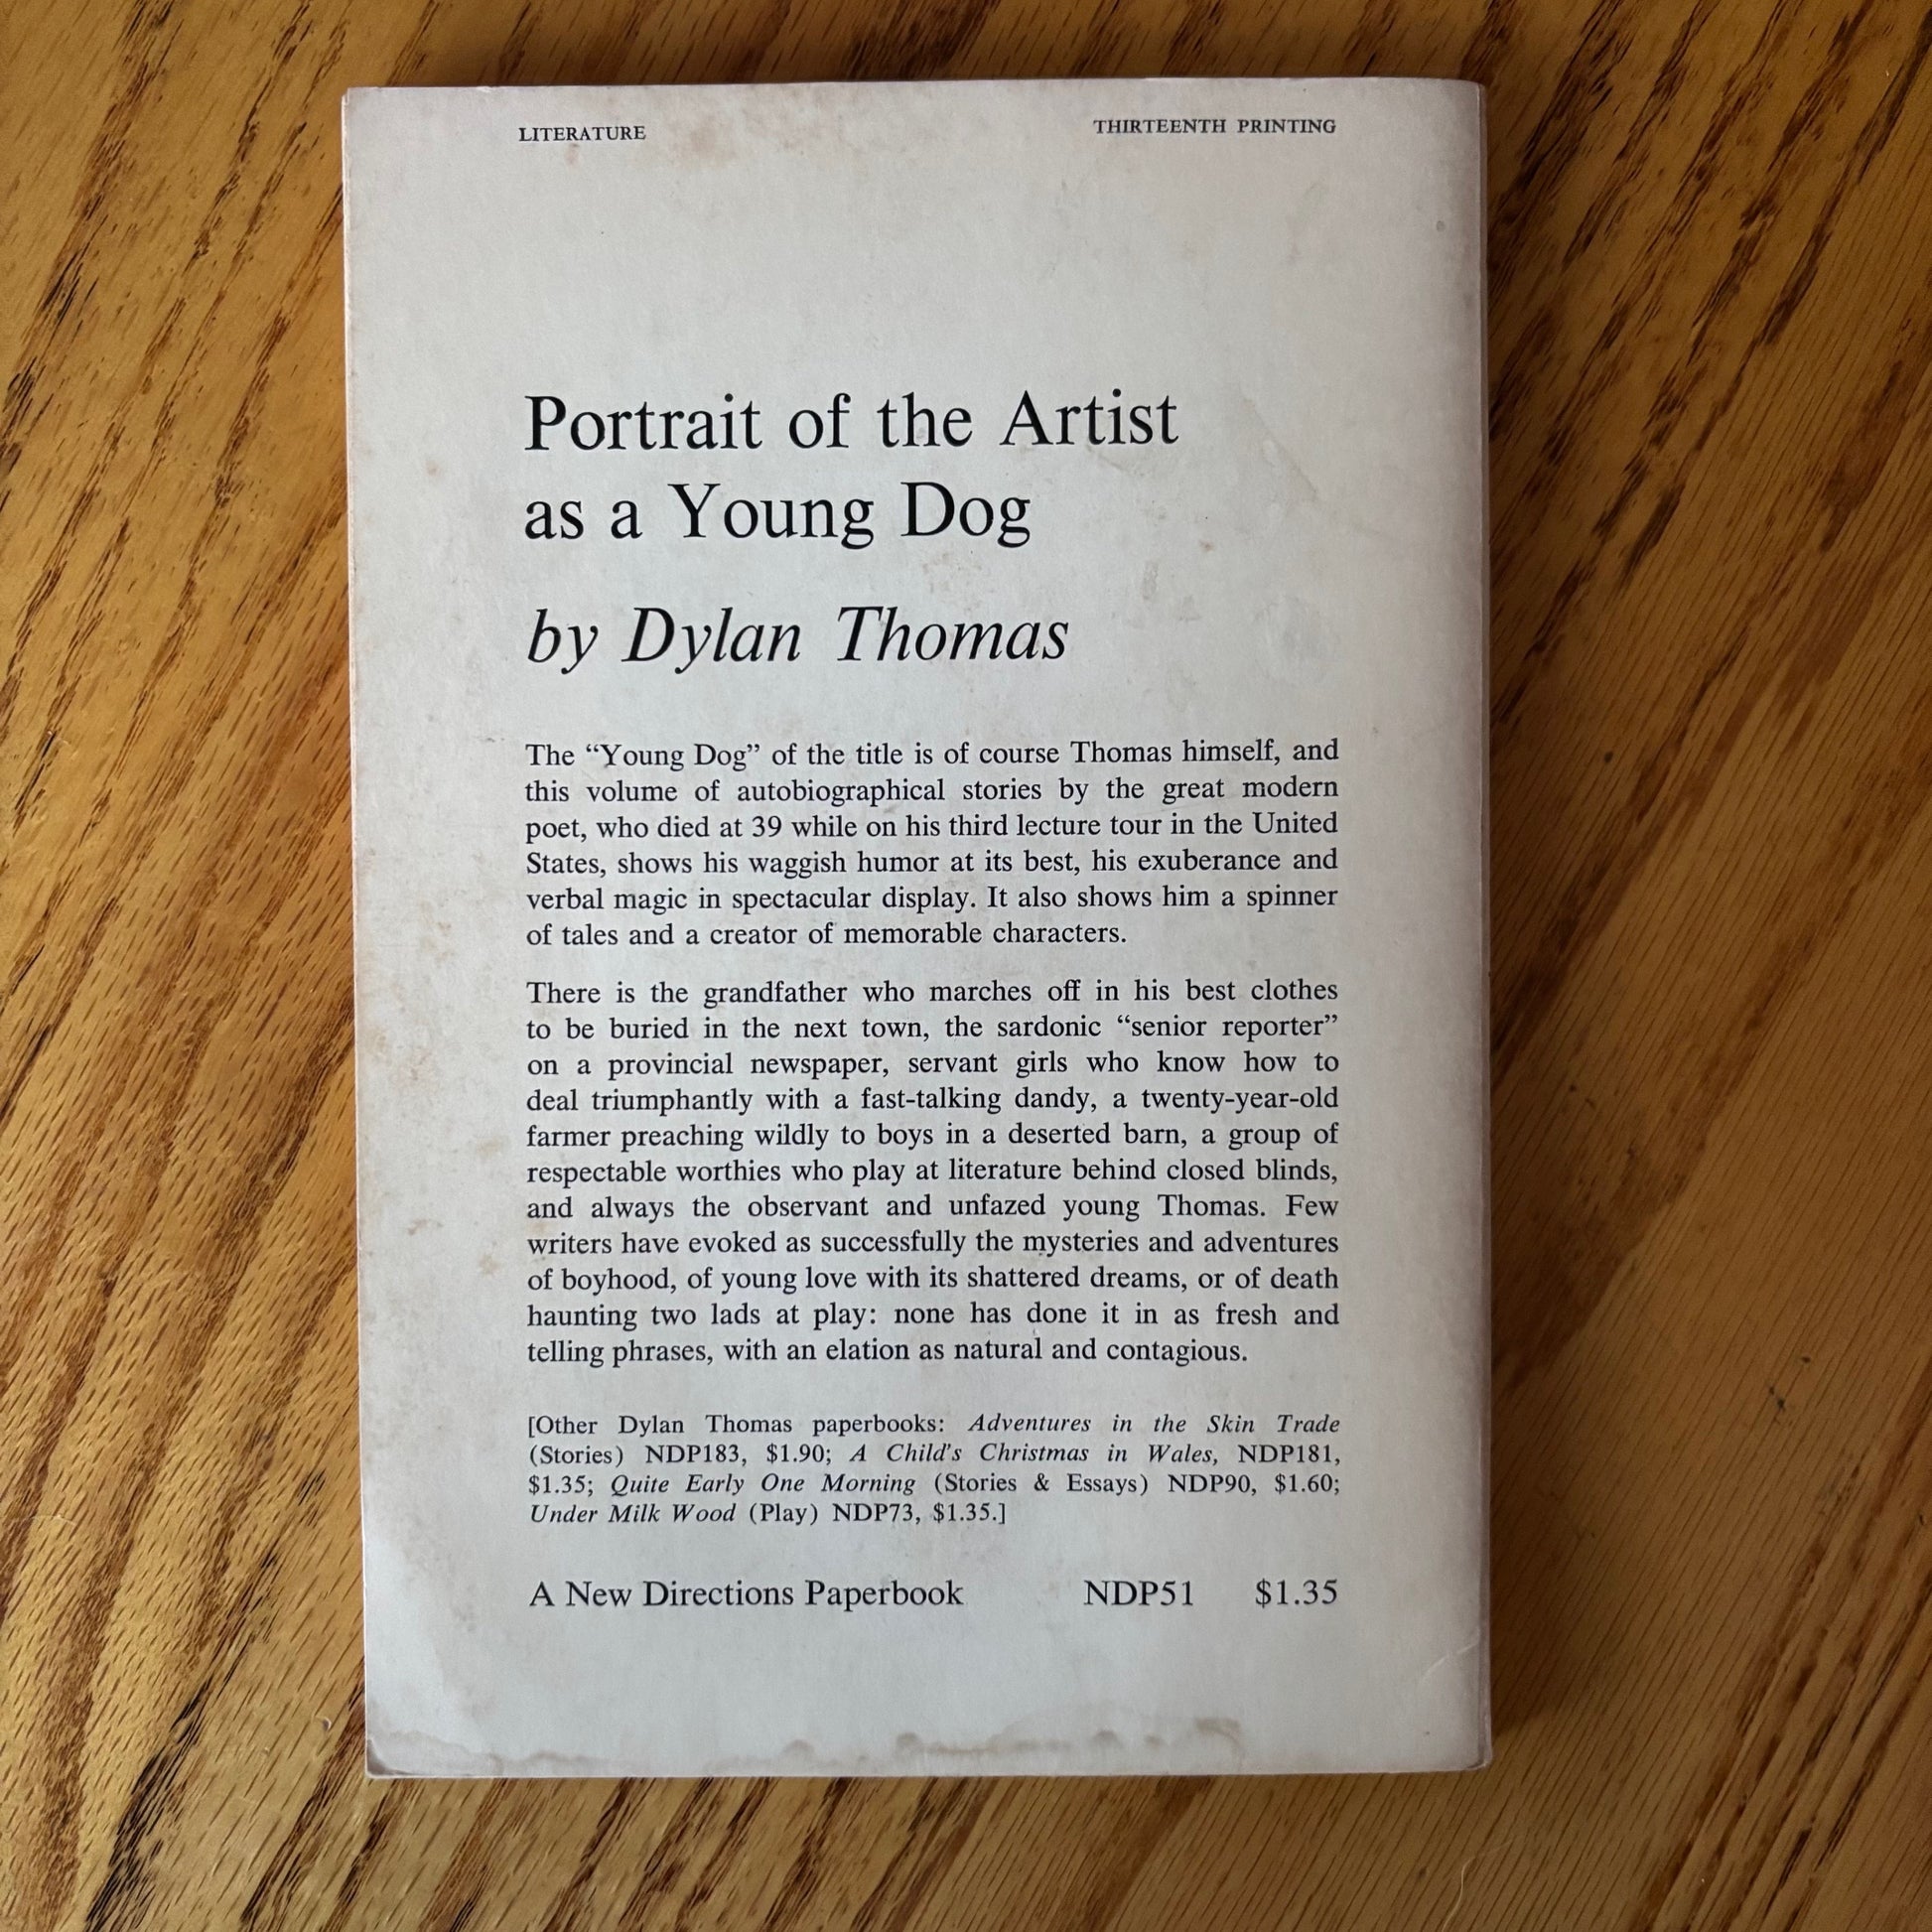 LITERATURE
THIRTEENTH PRINTING
Portrait of the Artist
as a Young Dog
by Dylan Thomas
The “Young Dog” of the title is of course Thomas himself, and
this volume of autobiographical stories by the great modern
poet, who died at 39 while on his third lecture tour in the United
States, shows his waggish humor at its best, his exuberance and
verbal magic in spectacular display. It also shows him a spinner
of tales and a creator of memorable characters.
There is the grandfather who marches off in his best clothes
to be buried in the next town, the sardonic “senior reporter”
on a provincial newspaper, servant girls who know how to
deal triumphantly with a fast-talking dandy, a twenty-year-old
farmer preaching wildly to boys in a deserted barn, a group of
respectable worthies who play at literature behind closed blinds,
and always the observant and unfazed young Thomas. Few
writers have evoked as successfully the mysteries and adventures
of boyhood, of young love with its shattered dreams, or of death
haunting two lads at play: none has done it in as fresh and
telling phrases, with an elation as natural and contagious.
[Other Dylan Thomas paperbooks: Adventures in the Skin Trade
(Stories) NDP183, $1.90; A Child’s Christmas in Wales, NDP181,
$1.35; Quite Early One Morning (Stories & Essays) NDP90, $1.60;
Under Milk Wood (Play) NDP73, $1.35.]
A New Directions Paperbook NDP51 $1.35